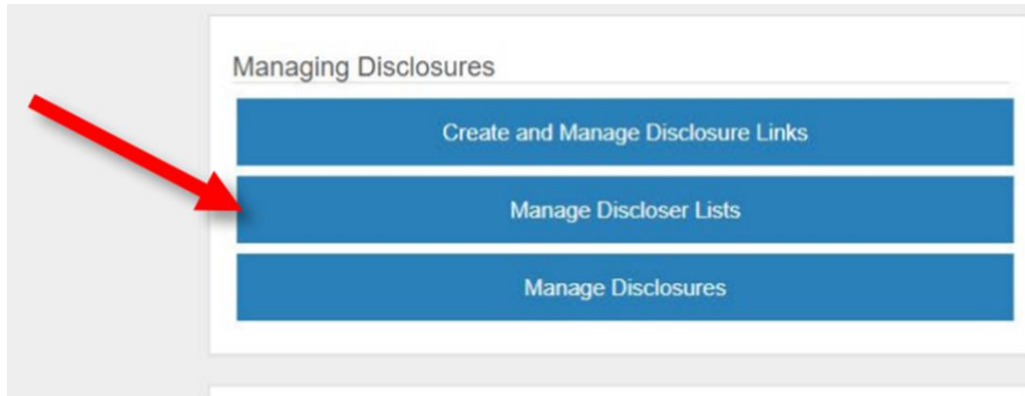 Managing Disclosures
Create and Manage Disclosure Links
Manage Discloser Lists
Manage Disclosures